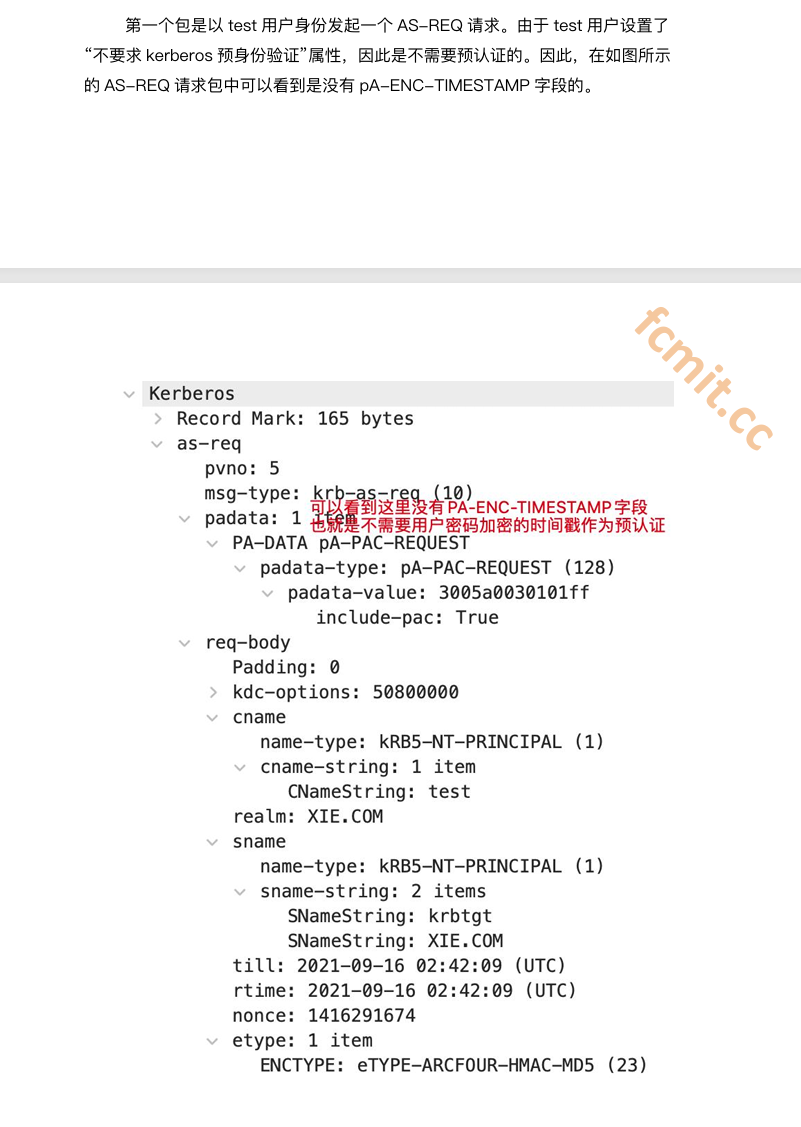 第一个包是以 test 用户身份发起一个 AS-REQ 请求。由于 test 用户设置了
“不要求 kerberos 预身份验证”属性，因此是不需要预认证的。因此，在如图所示
的 AS-REQ 请求包中可以看到是没有 pA-ENC-TIMESTAMP 字段的。
fcmit.cc
Kerberos
Record Mark: 165 bytes
as-req
pvno: 5
msg-type: krb-as-req (10)
可以看到这里没有PA-ENC-TIMESTAMP字段
padata: 1 item
也就是不需要用户密码加密的时间戳作为预认证
PA-DATA pA-PAC-REQUEST
padata-type: pA-PAC-REQUEST (128)
padata-value: 3005a0030101ff
include-pac: True
req-body
Padding: 0
kdc-options: 50800000
cname
name-type: kRB5-NT-PRINCIPAL (1)
cname-string: 1 item
CNameString: test
realm: XIE.COM
sname
name-type: kRB5-NT-PRINCIPAL (1)
sname-string: 2 items
SNameString: krbtgt
SNameString: XIE.COM
till: 2021-09-16 02:42:09 (UTC)
rtime: 2021-09-16 02:42:09 (UTC)
nonce: 1416291674
etype: 1 item
ENCTYPE: eTYPE-ARCFOUR-HMAC-MD5 (23)